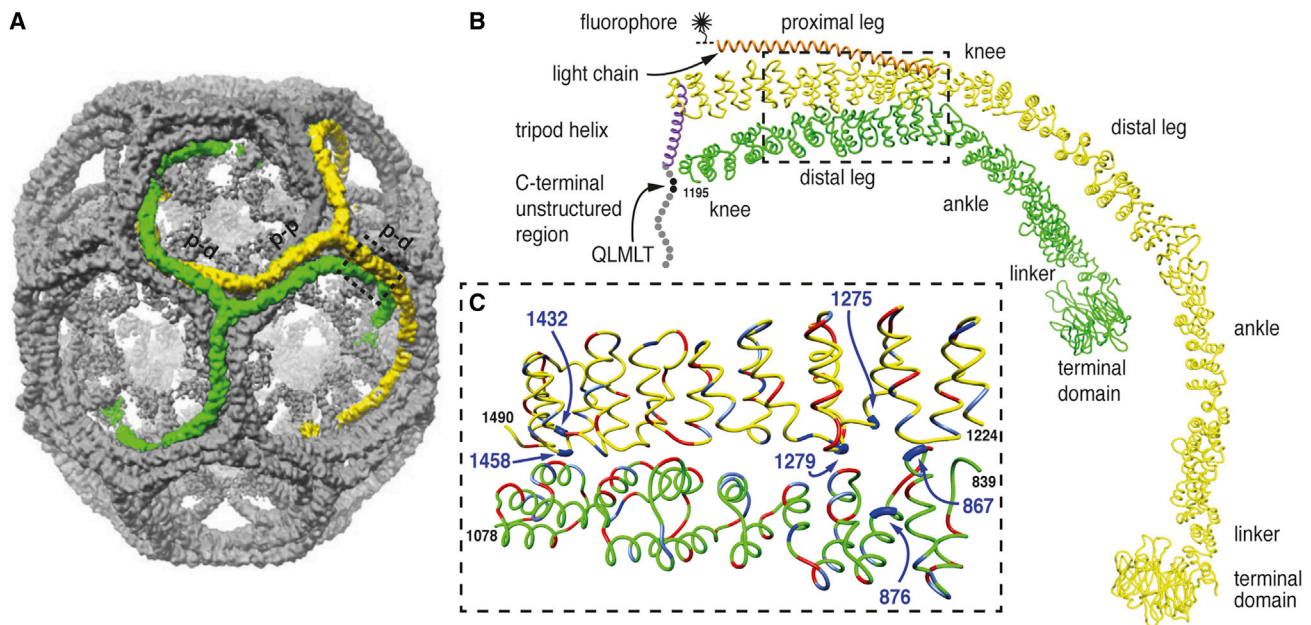 A
p-d
p-p
p-d
B
fluorophore
proximal leg
knee
light chain
tripod helix
distal leg
C-terminal
unstructured
region
1195
knee
distal leg
ankle
QLMLT
linker
terminal
domain
ankle
linker
terminal
domain
C
1432
1275
1490
1224
1458
1279
839
867
1078
876